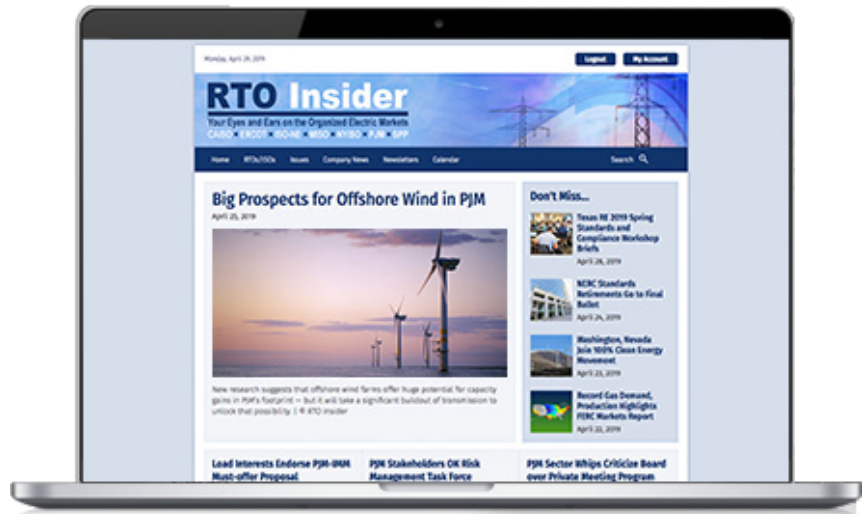 Monday, April 29, 2019
Logout
My Account
RTO Insider
Your Eyes and Ears on the Organized Electric Markets
CAISO ▪ ERCOT ▪ ISO-NE ▪ MISO ▪ NYISO ▪ PJM ▪ SPP
Home RTOs/ISOs Issues Company News Newsletters Calendar
Search
Big Prospects for Offshore Wind in PJM
April 25, 2019
New research suggests that offshore wind farms offer huge potential for capacity
gains in PJM's footprint — but it will take a significant buildout of transmission to
unlock that possibility. | © RTO Insider
Don't Miss...
Texas RE 2019 Spring
Standards and
Compliance Workshop
Briefs
April 28, 2019
NERC Standards
Retirements Go to Final
Ballot
April 24, 2019
Washington, Nevada
Join 100% Clean Energy
Movement
April 23, 2019
Record Gas Demand,
Production Highlights
FERC Markets Report
April 22, 2019
Load Interests Endorse PJM-IMM
Must-offer Proposal
PJM Stakeholders OK Risk
Management Task Force
PJM Sector Whips Criticize Board
over Private Meeting Program